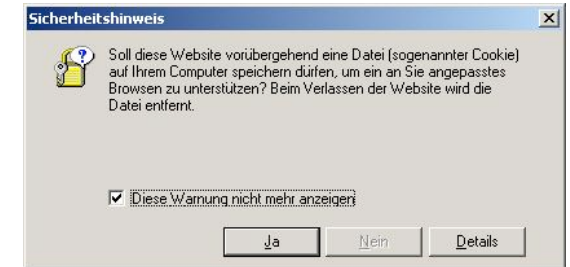 Sicherheitshinweis
Soll diese Website vorübergehend eine Datei (sogenannter Cookie)
auf Ihrem Computer speichern dürfen, um ein an Sie angepasstes
Browsen zu unterstützen? Beim Verlassen der Website wird die
Datei entfernt.
Diese Warnung nicht mehr anzeigen
Ja Nein Details